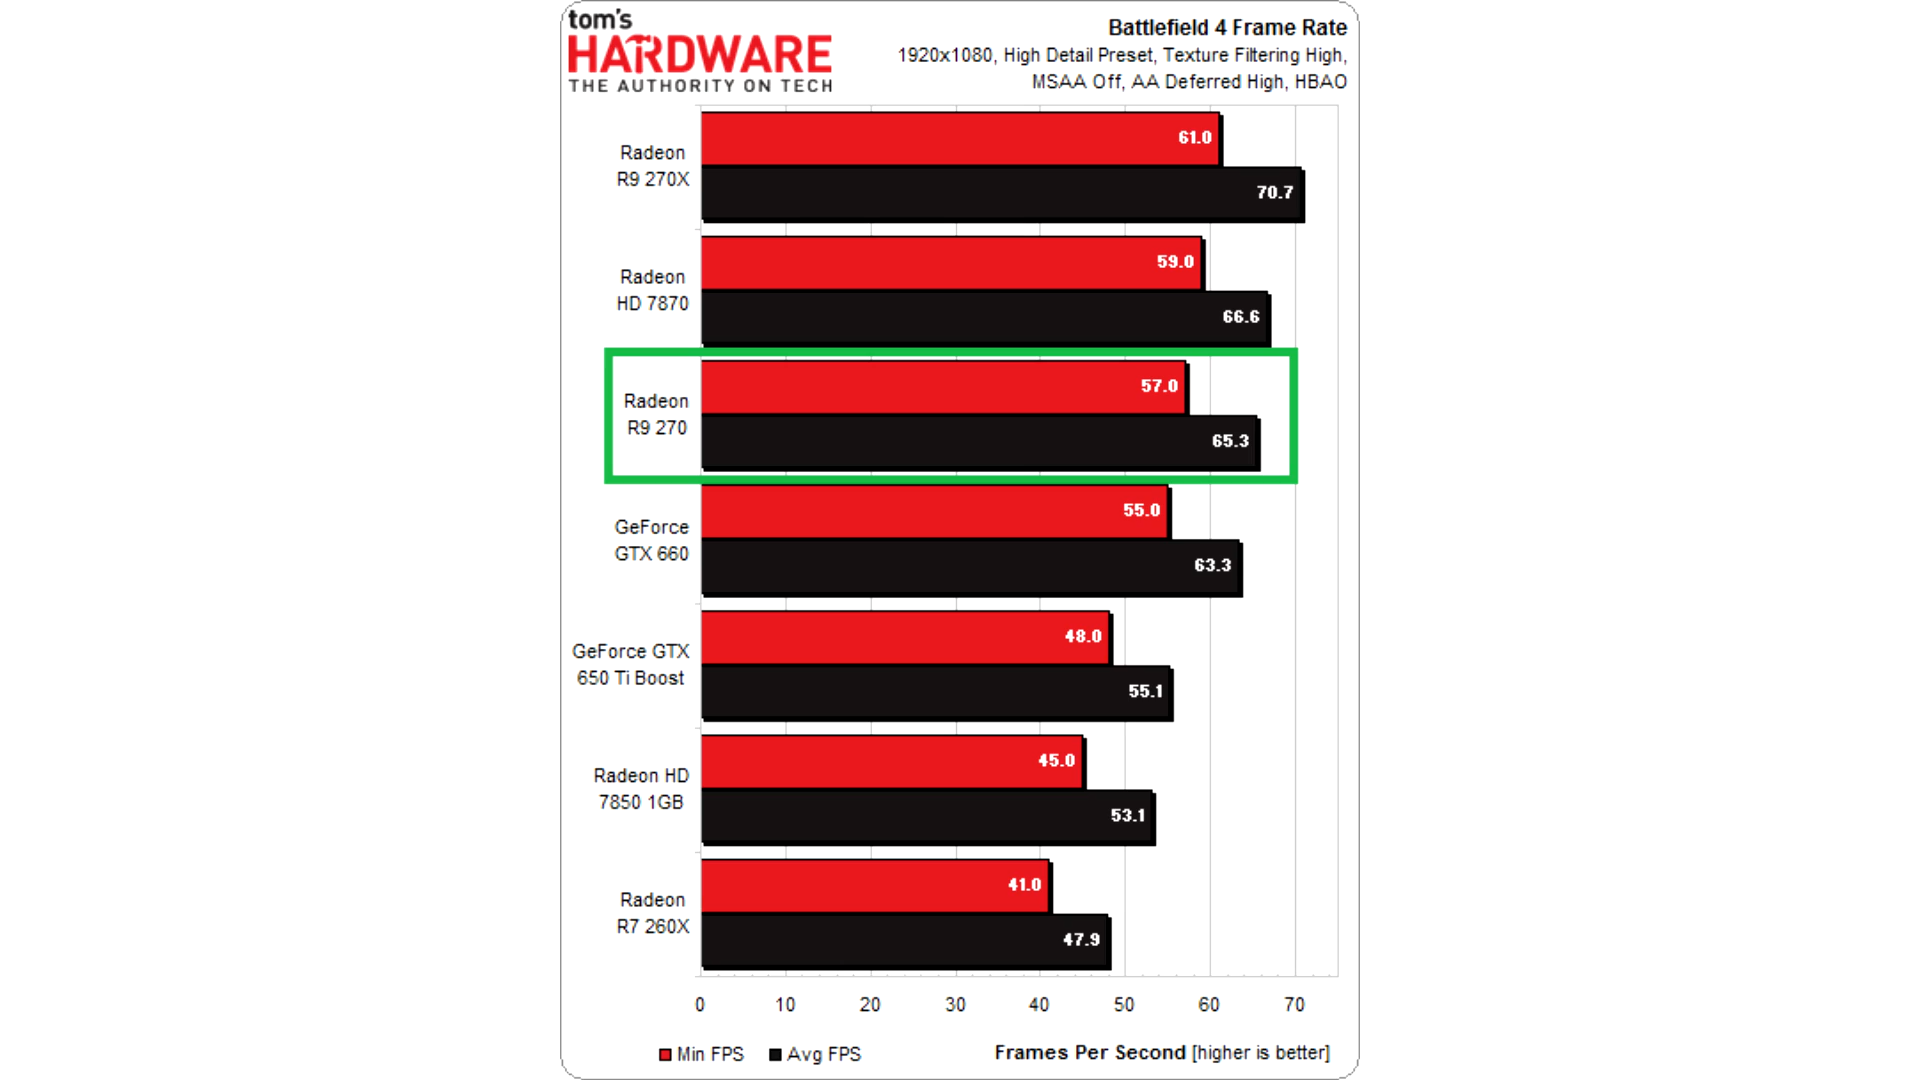 tom's
HARDWARE
THE AUTHORITY ON TECH
Battlefield 4 Frame Rate
1920x1080, High Detail Preset, Texture Filtering High,
MSAA Off, AA Deferred High, HBAO
Radeon
R9 270X
61.0
70.7
Radeon
HD 7870
59.0
66.6
Radeon
R9 270
57.0
65.3
GeForce
GTX 660
55.0
63.3
GeForce GTX
650 Ti Boost
48.0
55.1
Radeon HD
7850 1GB
45.0
53.1
Radeon
R7 260X
41.0
47.9
0 10 20 30 40 50 60 70
Min FPS Avg FPS
Frames Per Second [higher is better]